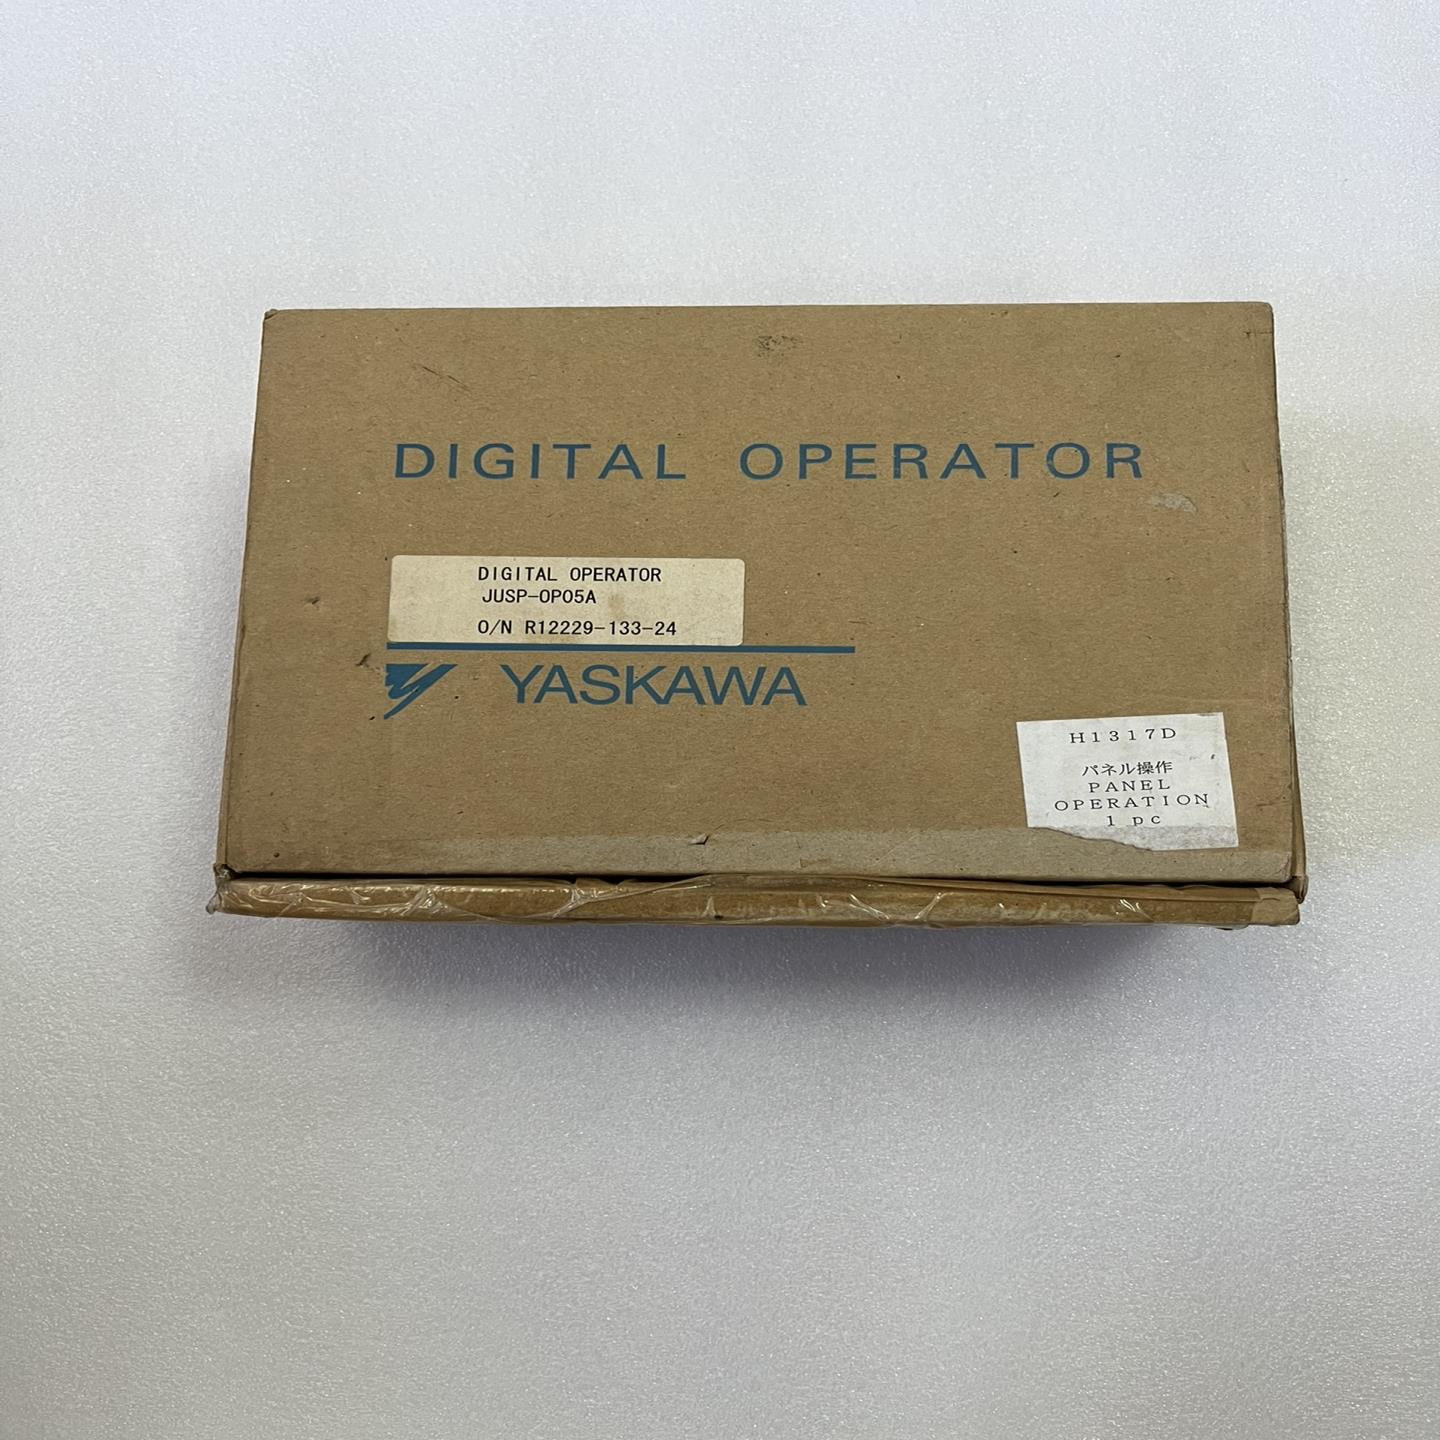 DIGITAL OPERATOR
DIGITAL OPERATOR
JUSP-OP05A
O/N R12229-133-24
YASKAWA
H1317D
パネル操作
PANEL
OPERATION
1 pc